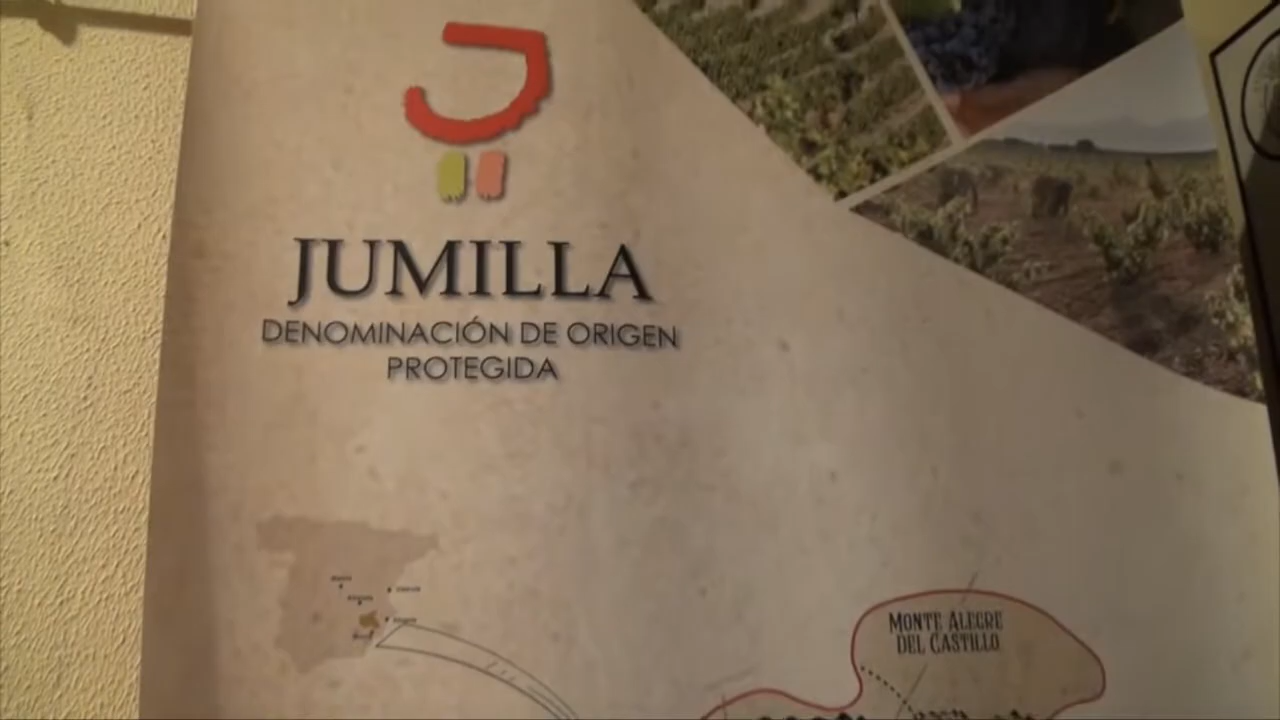 JUMILLA
DENOMINACIÓN DE ORIGEN
PROTEGIDA
MONTE ALEGRE
DEL CASTILLO